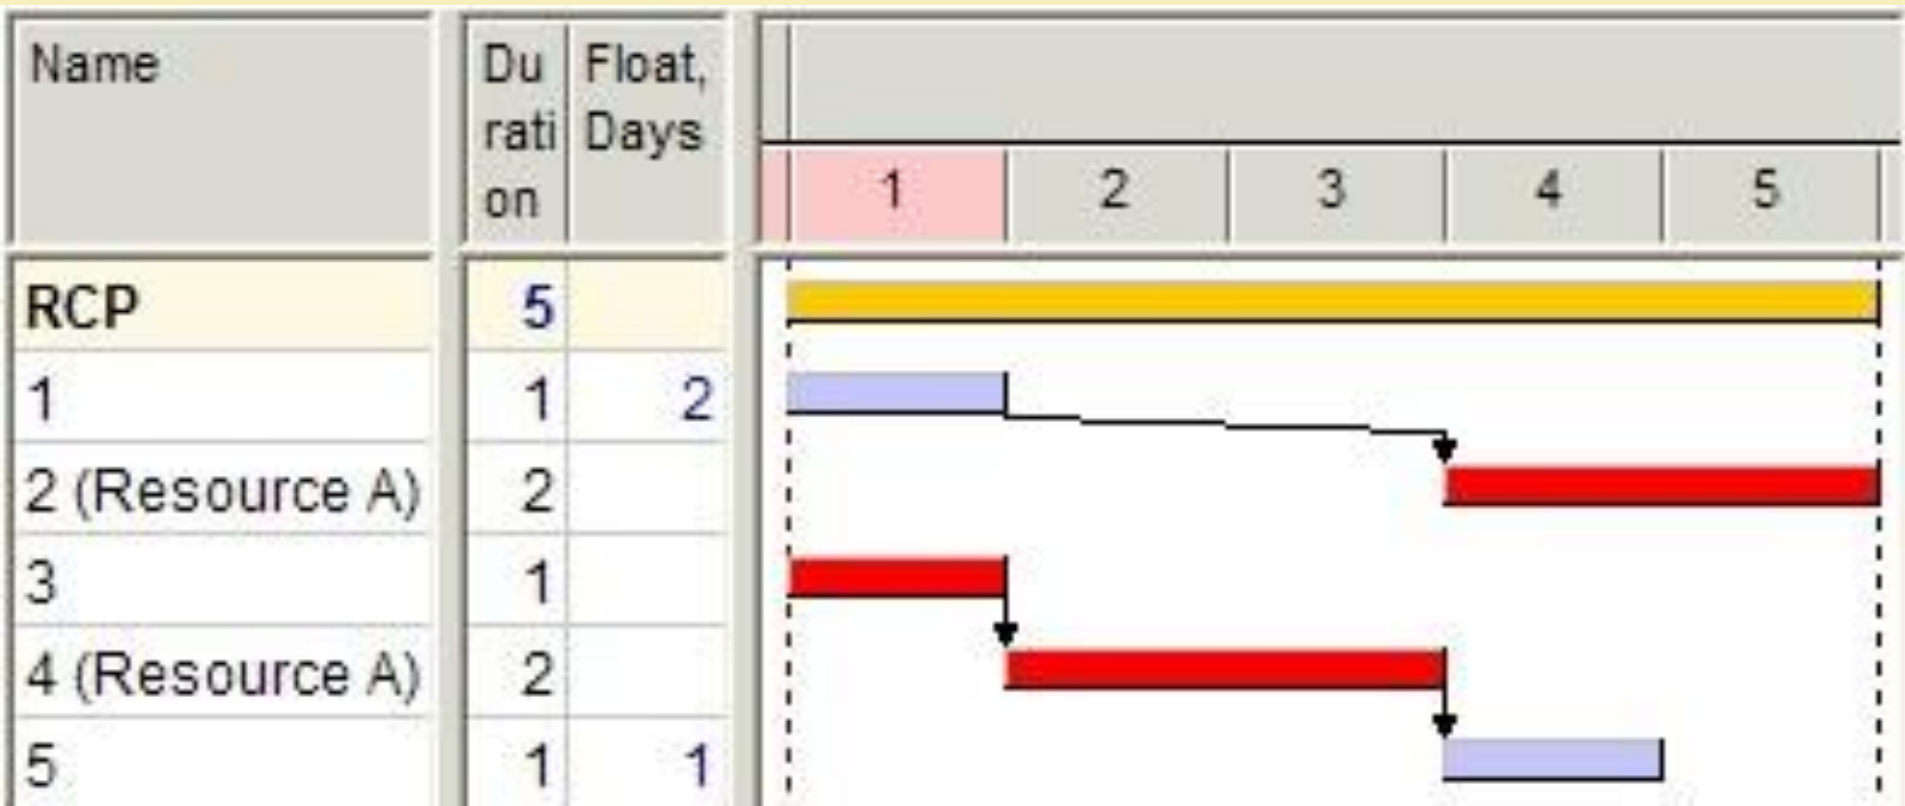 Name
Du
rati
on
Float,
Days
1 2 3 4 5
RCP 5
1 1 2
2 (Resource A) 2
3 1
4 (Resource A) 2
5 1 1